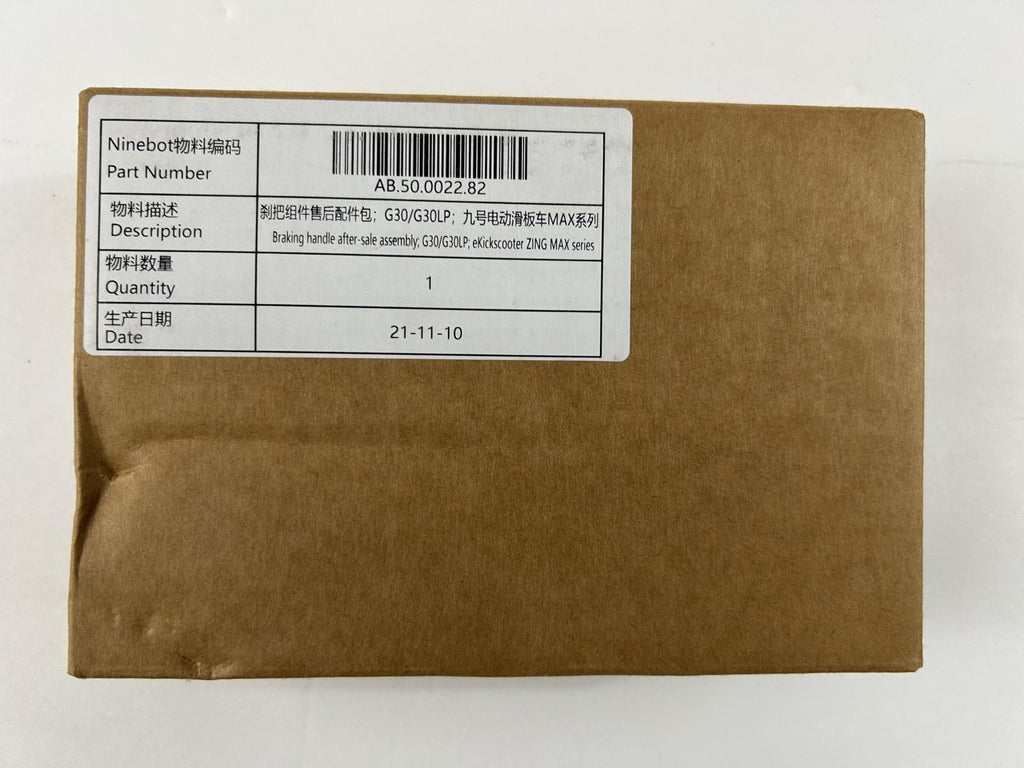 Ninebot物料编码
Part Number
AB.50.0022.82
物料描述
Description
刹把组件售后配件包；G30/G30LP；九号电动滑板车MAX系列
Braking handle after-sale assembly; G30/G30LP; eKickscooter ZING MAX series
物料数量
Quantity
1
生产日期
Date
21-11-10